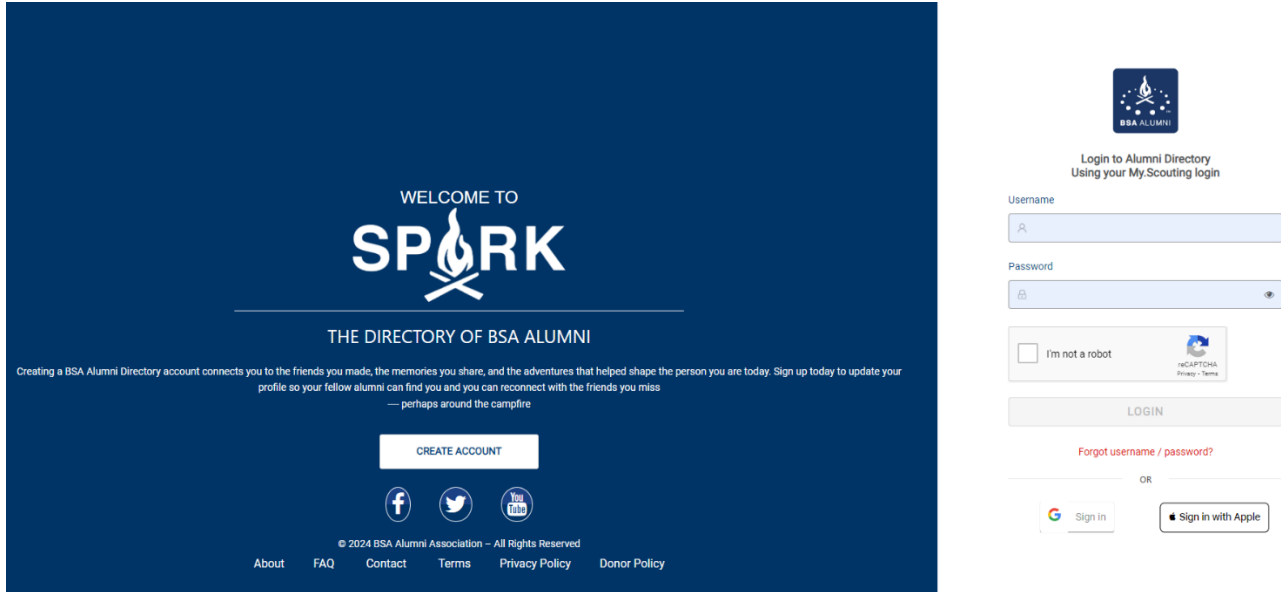 WELCOME TO
SPARK
THE DIRECTORY OF BSA ALUMNI
Creating a BSA Alumni Directory account connects you to the friends you made, the memories you share, and the adventures that helped shape the person you are today. Sign up today to update your
profile so your fellow alumni can find you and you can reconnect with the friends you miss
— perhaps around the campfire
CREATE ACCOUNT
You
Tube
© 2024 BSA Alumni Association – All Rights Reserved
About FAQ Contact Terms Privacy Policy Donor Policy
BSA ALUMNI
Login to Alumni Directory
Using your My.Scouting login
Username
Password
I'm not a robot
reCAPTCHA
Privacy - Terms
LOGIN
Forgot username / password?
OR
Sign in
Sign in with Apple